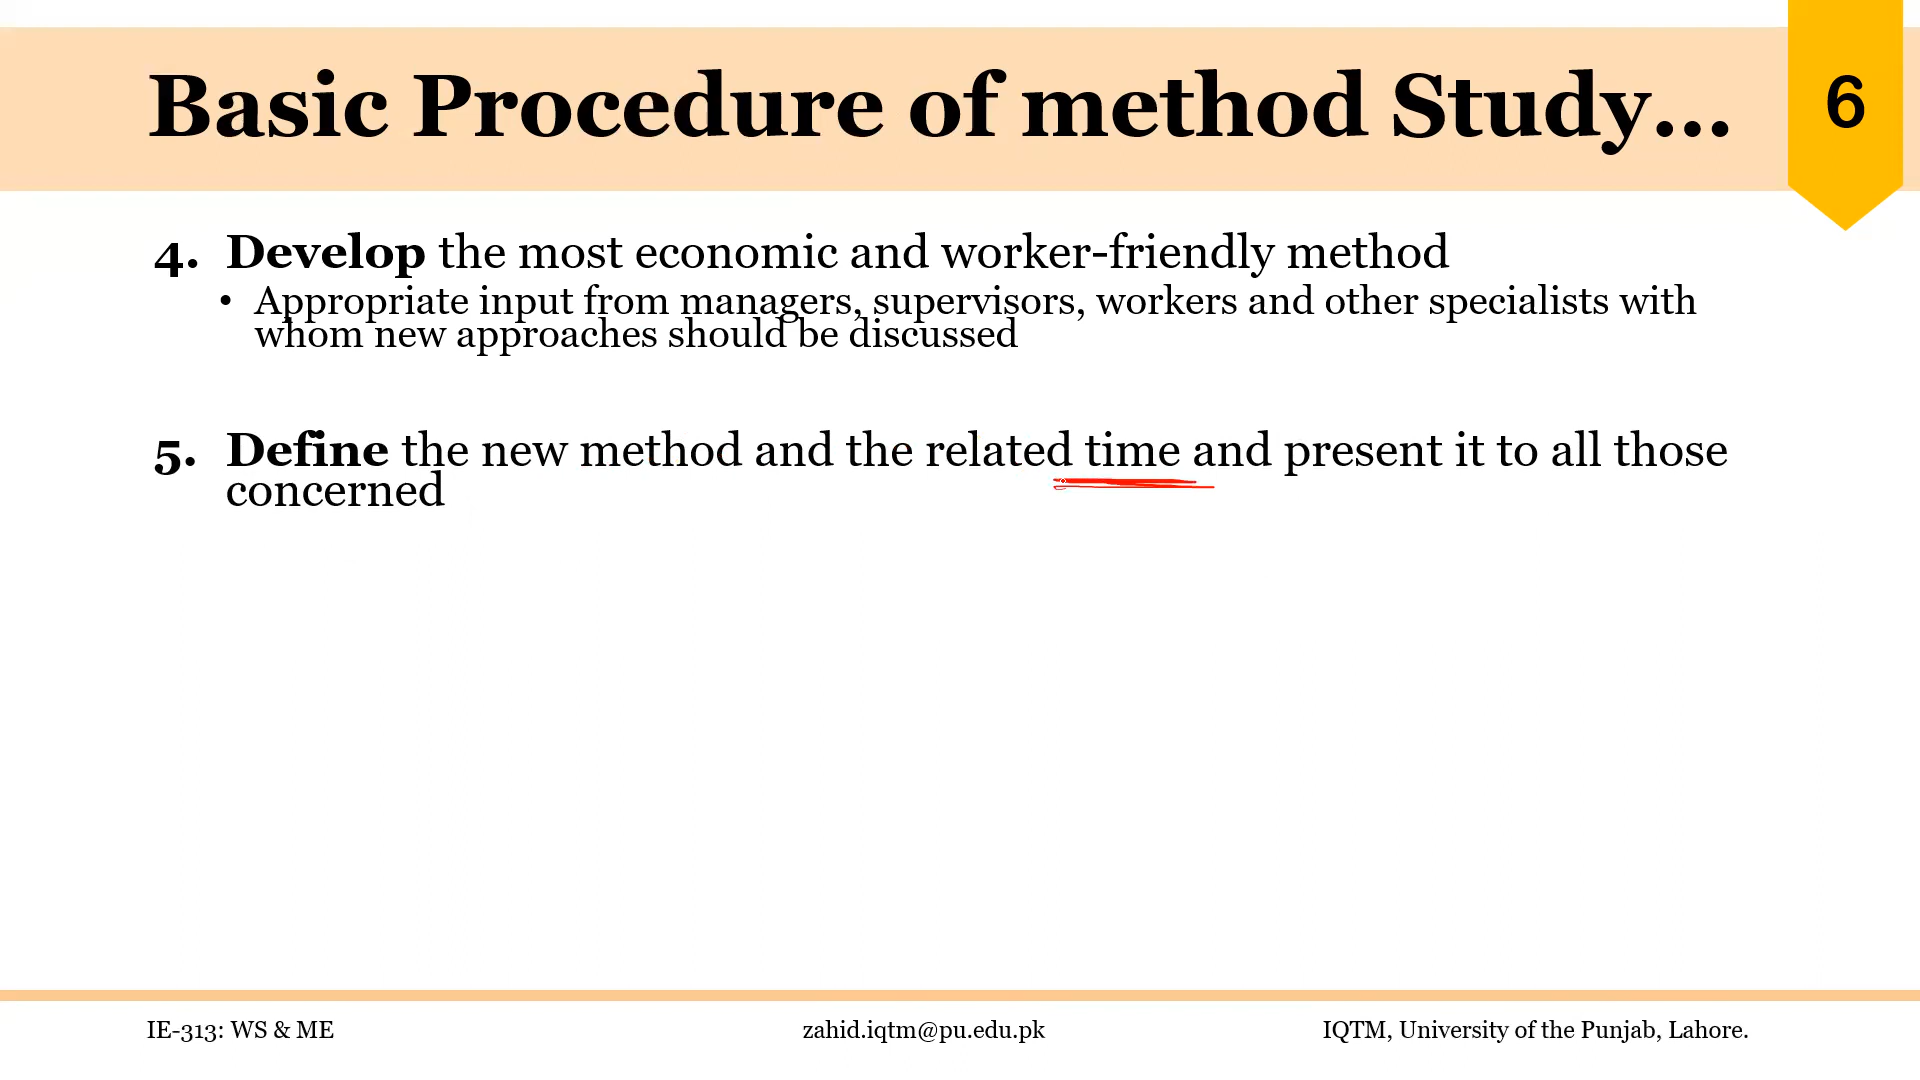 Basic Procedure of method Study...
6
4. Develop the most economic and worker-friendly method
• Appropriate input from managers, supervisors, workers and other specialists with
whom new approaches should be discussed
5. Define the new method and the related time and present it to all those
concerned
IE-313: WS & ME
zahid.iqtm@pu.edu.pk
IQTM, University of the Punjab, Lahore.